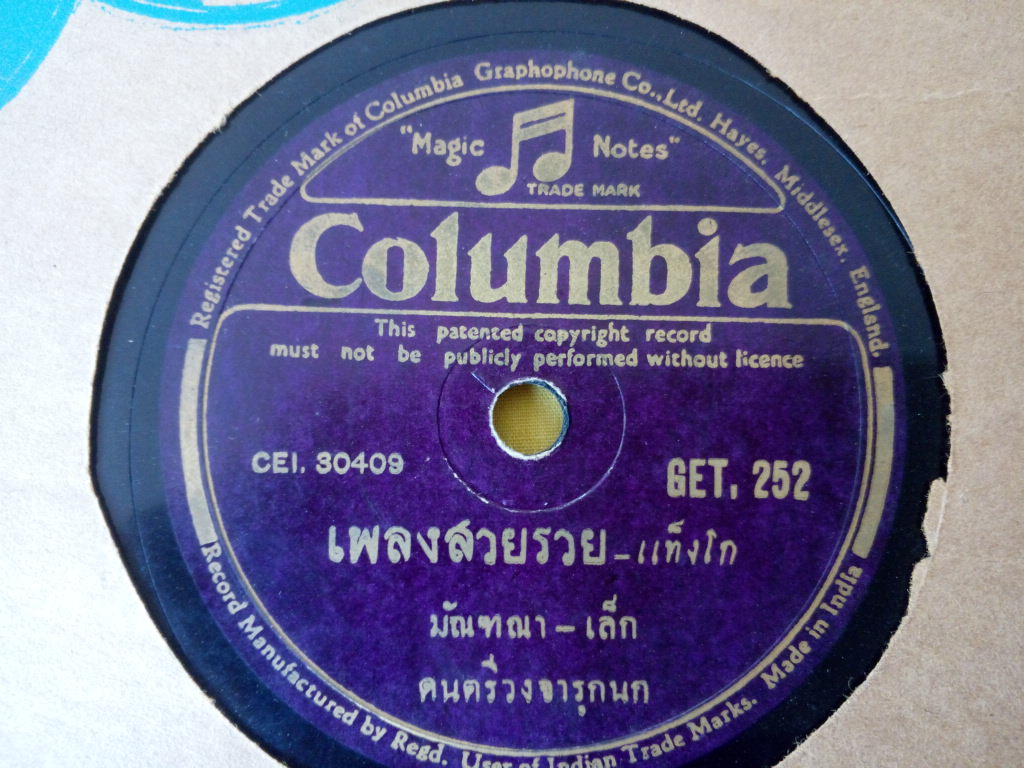 Registered Trade Mark of Columbia Graphophone Co., Ltd. Hayes. Middlesex. England.
"Magic Notes"
TRADE MARK
Columbia
This patented copyright record
must not be publicly performed without licence
CEI. 30409
GET. 252
เพลงสวยรวย - แท็งโก
มัณฑณา - เล็ก
ดนตรีวงจารุกนก
Record Manufactured by Regd. User of Indian Trade Marks. Made in India